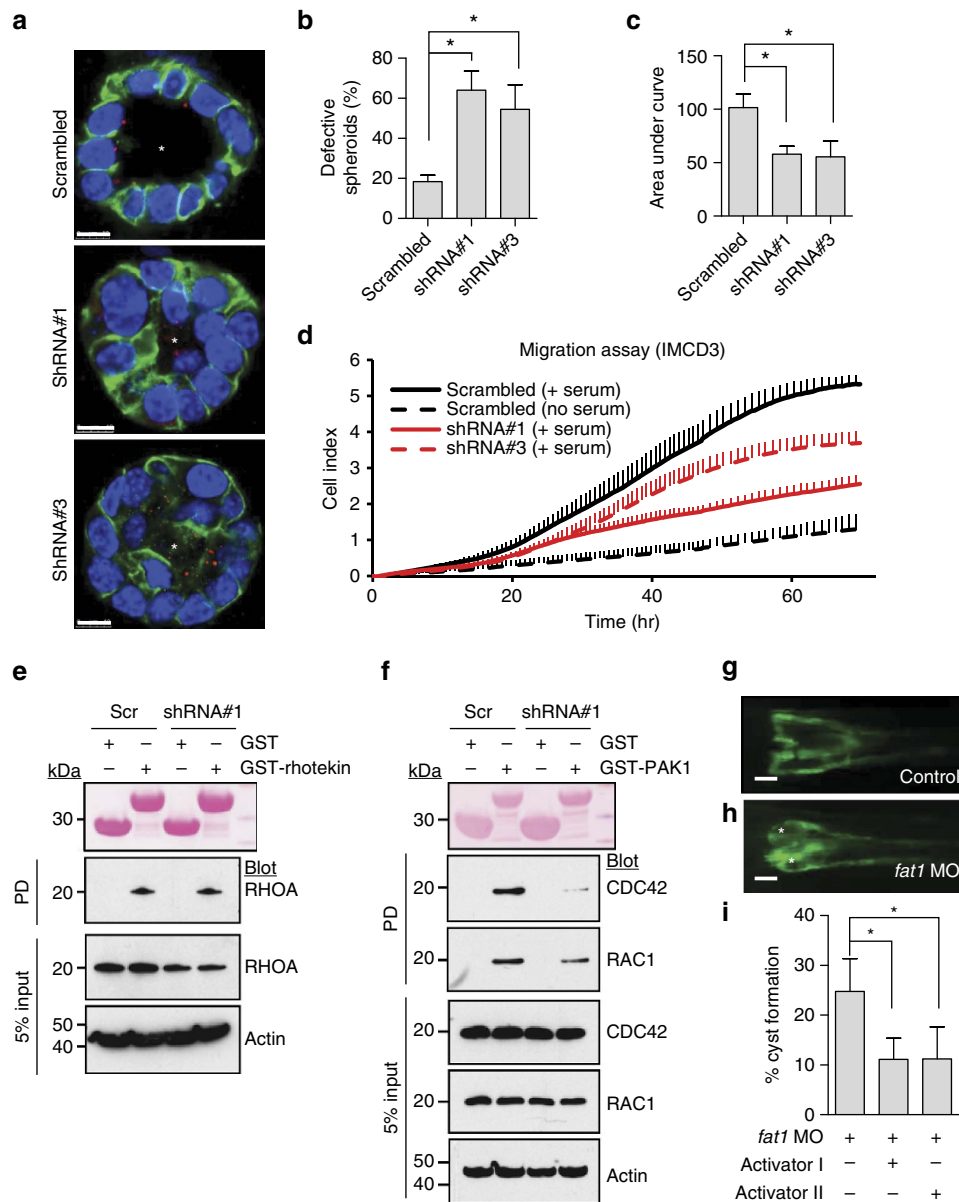 a
Scrambled
*
ShRNA#1
*
ShRNA#3
*
b
Defective
spheroids (%)
80
60
40
20
0
*
*
Scrambled
shRNA#1
shRNA#3
c
Area under curve
150
100
50
0
*
*
Scrambled
shRNA#1
shRNA#3
d
Migration assay (IMCD3)
Cell index
6
5
4
3
2
1
0
Scrambled (+ serum)
Scrambled (no serum)
shRNA#1 (+ serum)
shRNA#3 (+ serum)
0 20 40 60
Time (hr)
e
Scr shRNA#1
+ – + – GST
– + – + GST-rhotekin
kDa
30
Blot
PD
20 RHOA
5% input
20 RHOA
50
40
Actin
f
Scr shRNA#1
+ – + – GST
– + – + GST-PAK1
kDa
30
Blot
PD
20 CDC42
20 RAC1
5% input
20 CDC42
20 RAC1
50
40
Actin
g
Control
h
*
*
fat1 MO
i
% cyst formation
40
30
20
10
0
*
*
fat1 MO + + +
Activator I – + –
Activator II – – +